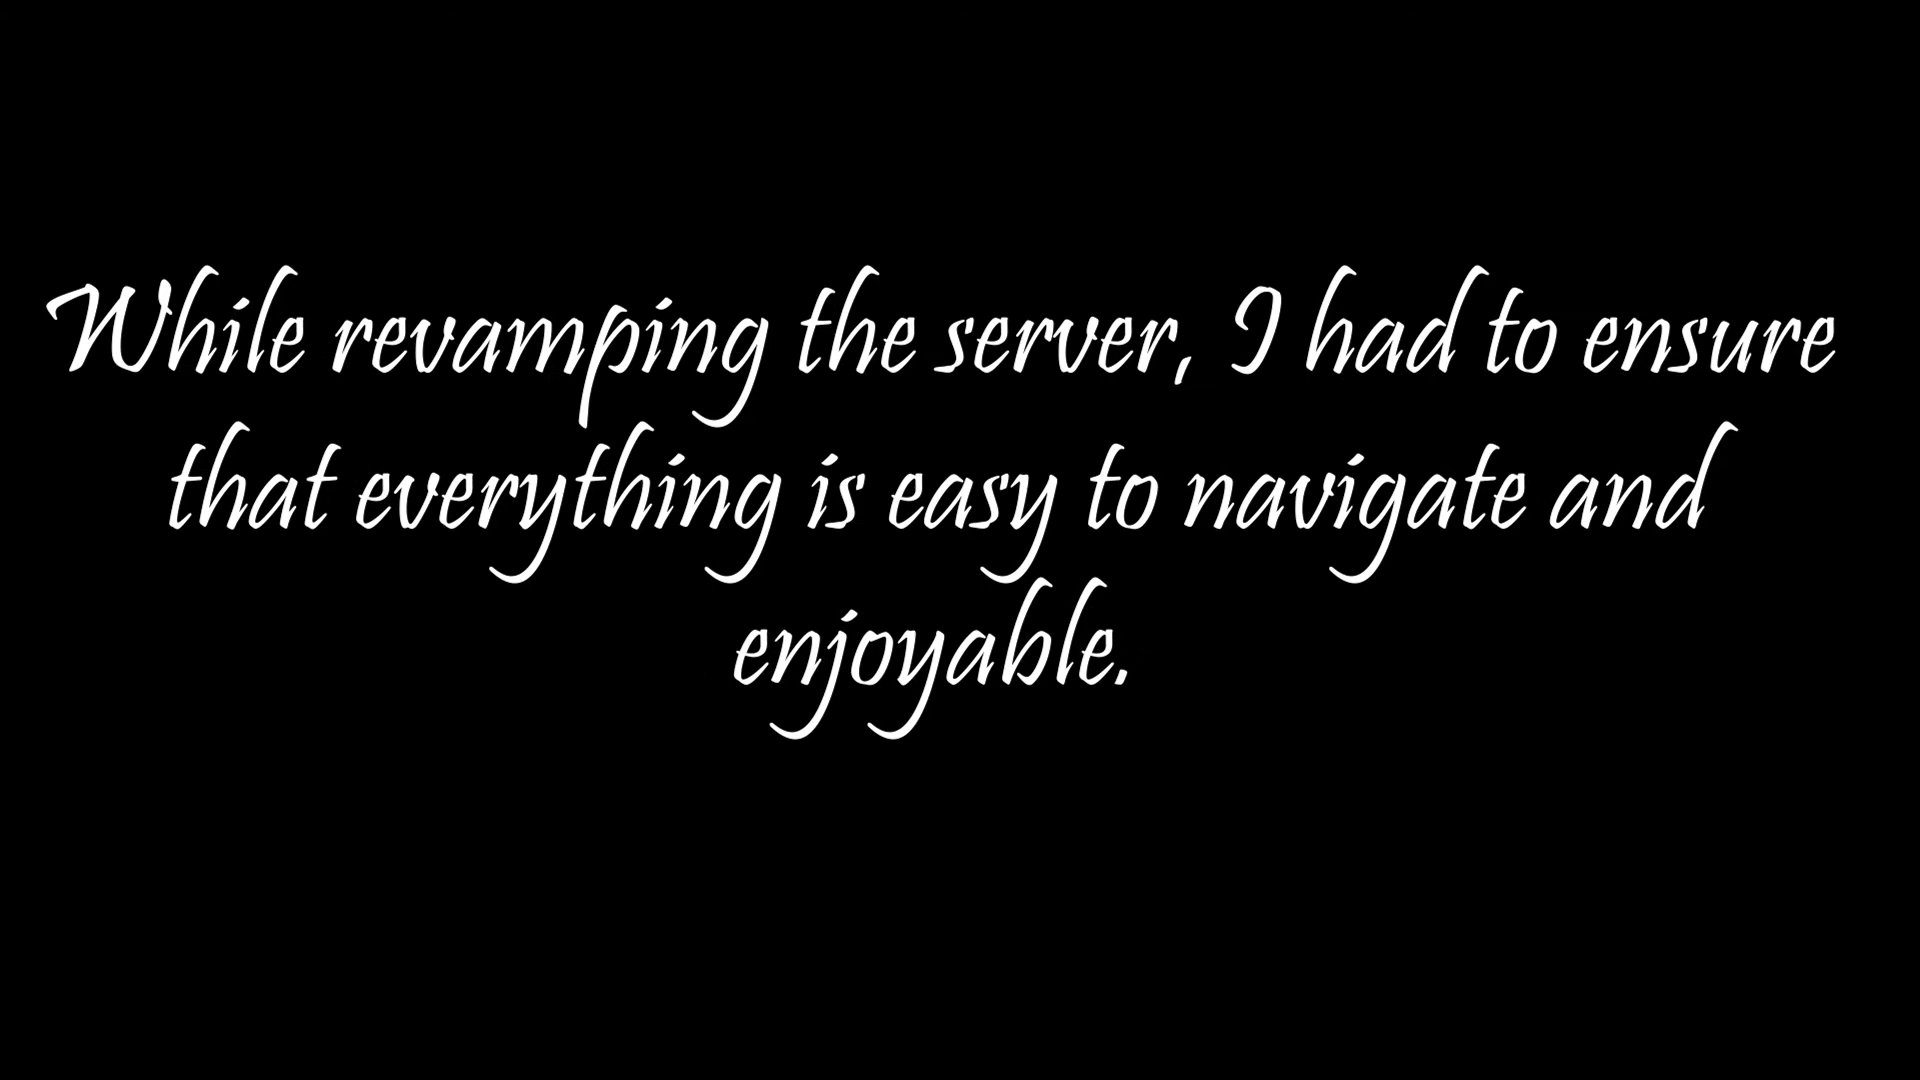 While revamping the server, I had to ensure
that everything is easy to navigate and
enjoyable.